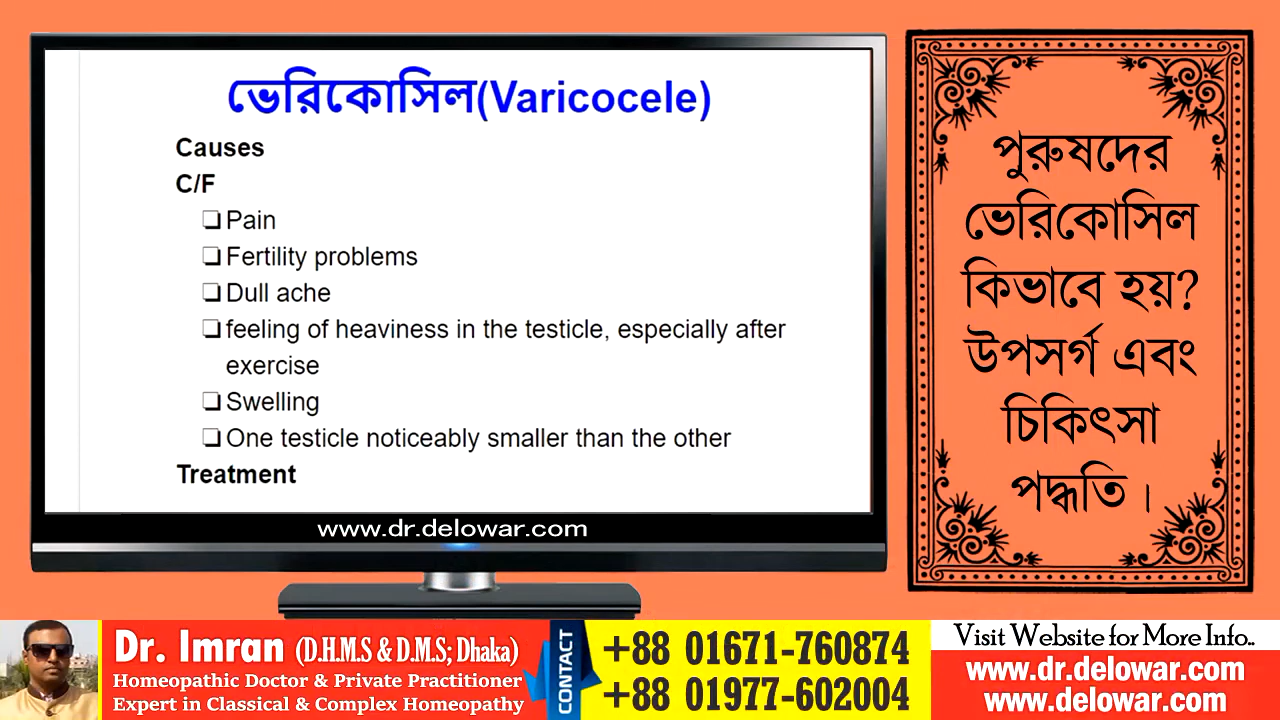 ভেরিকোসিল(Varicocele)
Causes
C/F
❏ Pain
❏ Fertility problems
❏ Dull ache
❏ feeling of heaviness in the testicle, especially after
exercise
❏ Swelling
❏ One testicle noticeably smaller than the other
Treatment
www.dr.delowar.com
পুরুষদের
ভেরিকোসিল
কিভাবে হয়?
উপসর্গ এবং
চিকিৎসা
পদ্ধতি।
Dr. Imran (D.H.M.S & D.M.S; Dhaka)
Homeopathic Doctor & Private Practitioner
Expert in Classical & Complex Homeopathy
CONTACT
+88 01671-760874
+88 01977-602004
Visit Website for More Info..
www.dr.delowar.com
www.delowar.com